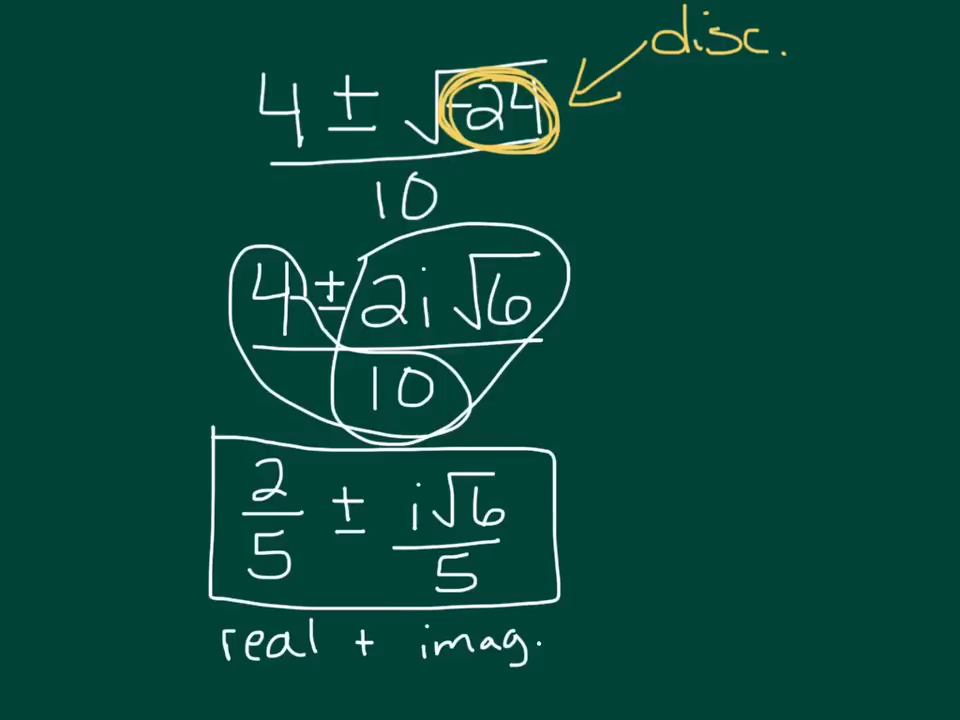 disc.
4 ± √-24
10
4 ± 2i √6
10
2/5 ± i√6/5
real + imag.